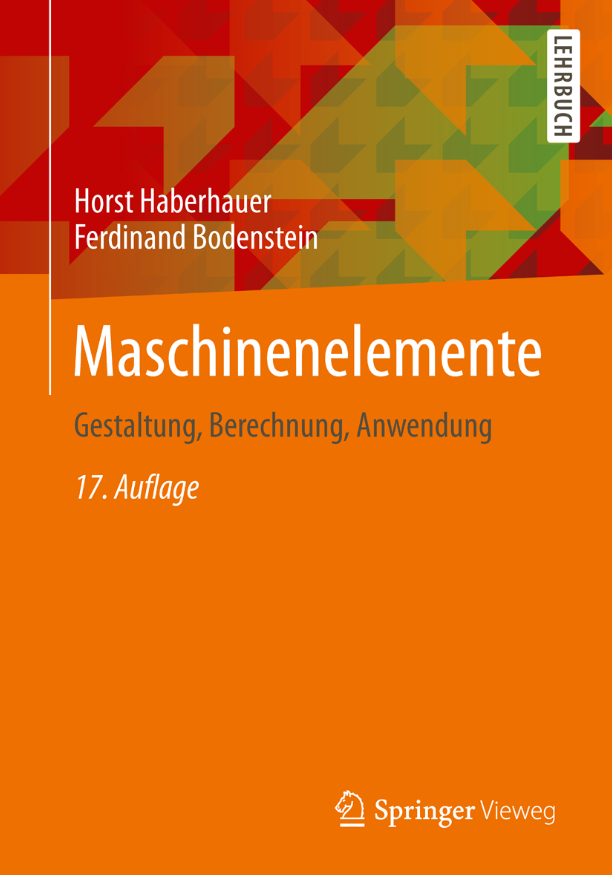 LEHRBUCH
Horst Haberhauer
Ferdinand Bodenstein
Maschinenelemente
Gestaltung, Berechnung, Anwendung
17. Auflage
Springer Vieweg